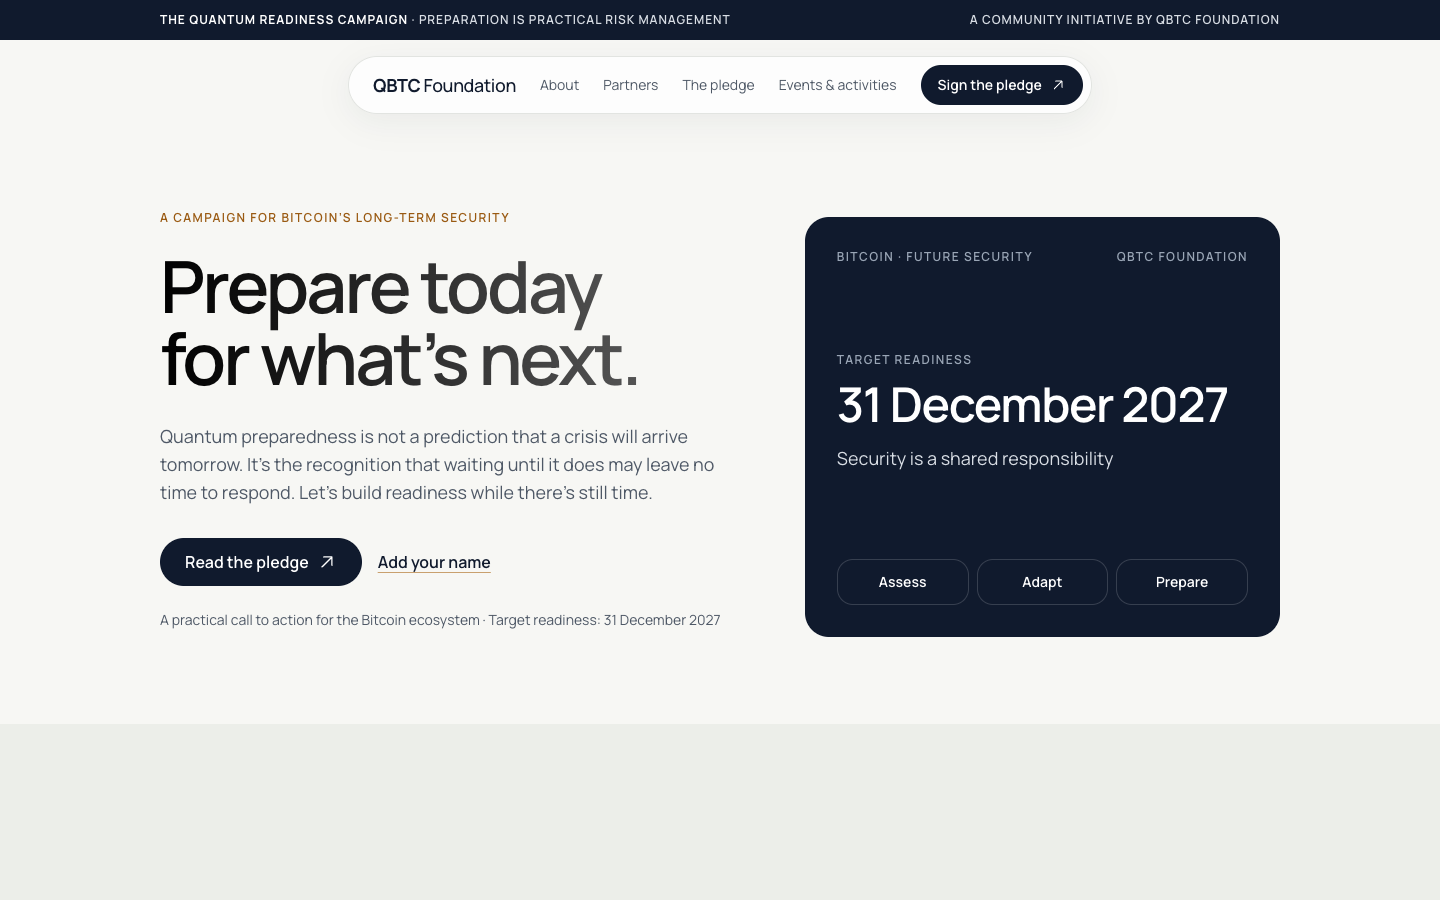 THE QUANTUM READINESS CAMPAIGN · PREPARATION IS PRACTICAL RISK MANAGEMENT
A COMMUNITY INITIATIVE BY QBTC FOUNDATION
QBTC Foundation
About
Partners
The pledge
Events & activities
Sign the pledge
A CAMPAIGN FOR BITCOIN'S LONG-TERM SECURITY
Prepare today
for what's next.
Quantum preparedness is not a prediction that a crisis will arrive
tomorrow. It's the recognition that waiting until it does may leave no
time to respond. Let's build readiness while there's still time.
Read the pledge
Add your name
A practical call to action for the Bitcoin ecosystem · Target readiness: 31 December 2027
BITCOIN · FUTURE SECURITY
QBTC FOUNDATION
TARGET READINESS
31 December 2027
Security is a shared responsibility
Assess
Adapt
Prepare